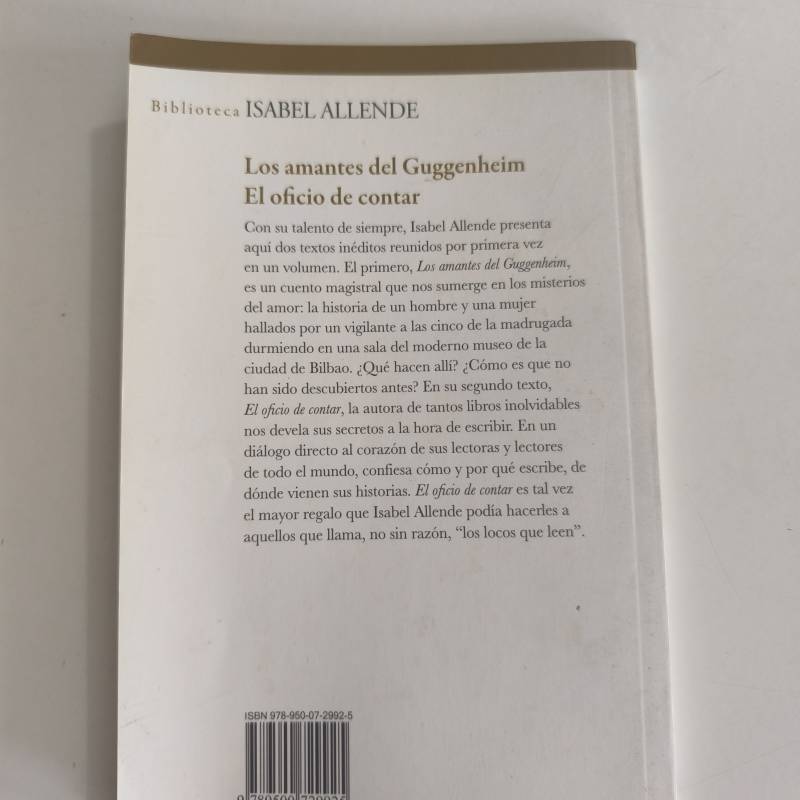 Biblioteca ISABEL ALLENDE
Los amantes del Guggenheim
El oficio de contar
Con su talento de siempre, Isabel Allende presenta
aquí dos textos inéditos reunidos por primera vez
en un volumen. El primero, Los amantes del Guggenheim,
es un cuento magistral que nos sumerge en los misterios
del amor: la historia de un hombre y una mujer
hallados por un vigilante a las cinco de la madrugada
durmiendo en una sala del moderno museo de la
ciudad de Bilbao. ¿Qué hacen allí? ¿Cómo es que no
han sido descubiertos antes? En su segundo texto,
El oficio de contar, la autora de tantos libros inolvidables
nos devela sus secretos a la hora de escribir. En un
diálogo directo al corazón de sus lectoras y lectores
de todo el mundo, confiesa cómo y por qué escribe, de
dónde vienen sus historias. El oficio de contar es tal vez
el mayor regalo que Isabel Allende podía hacerles a
aquellos que llama, no sin razón, “los locos que leen”.
ISBN 978-950-07-2992-5
9 789500 729925